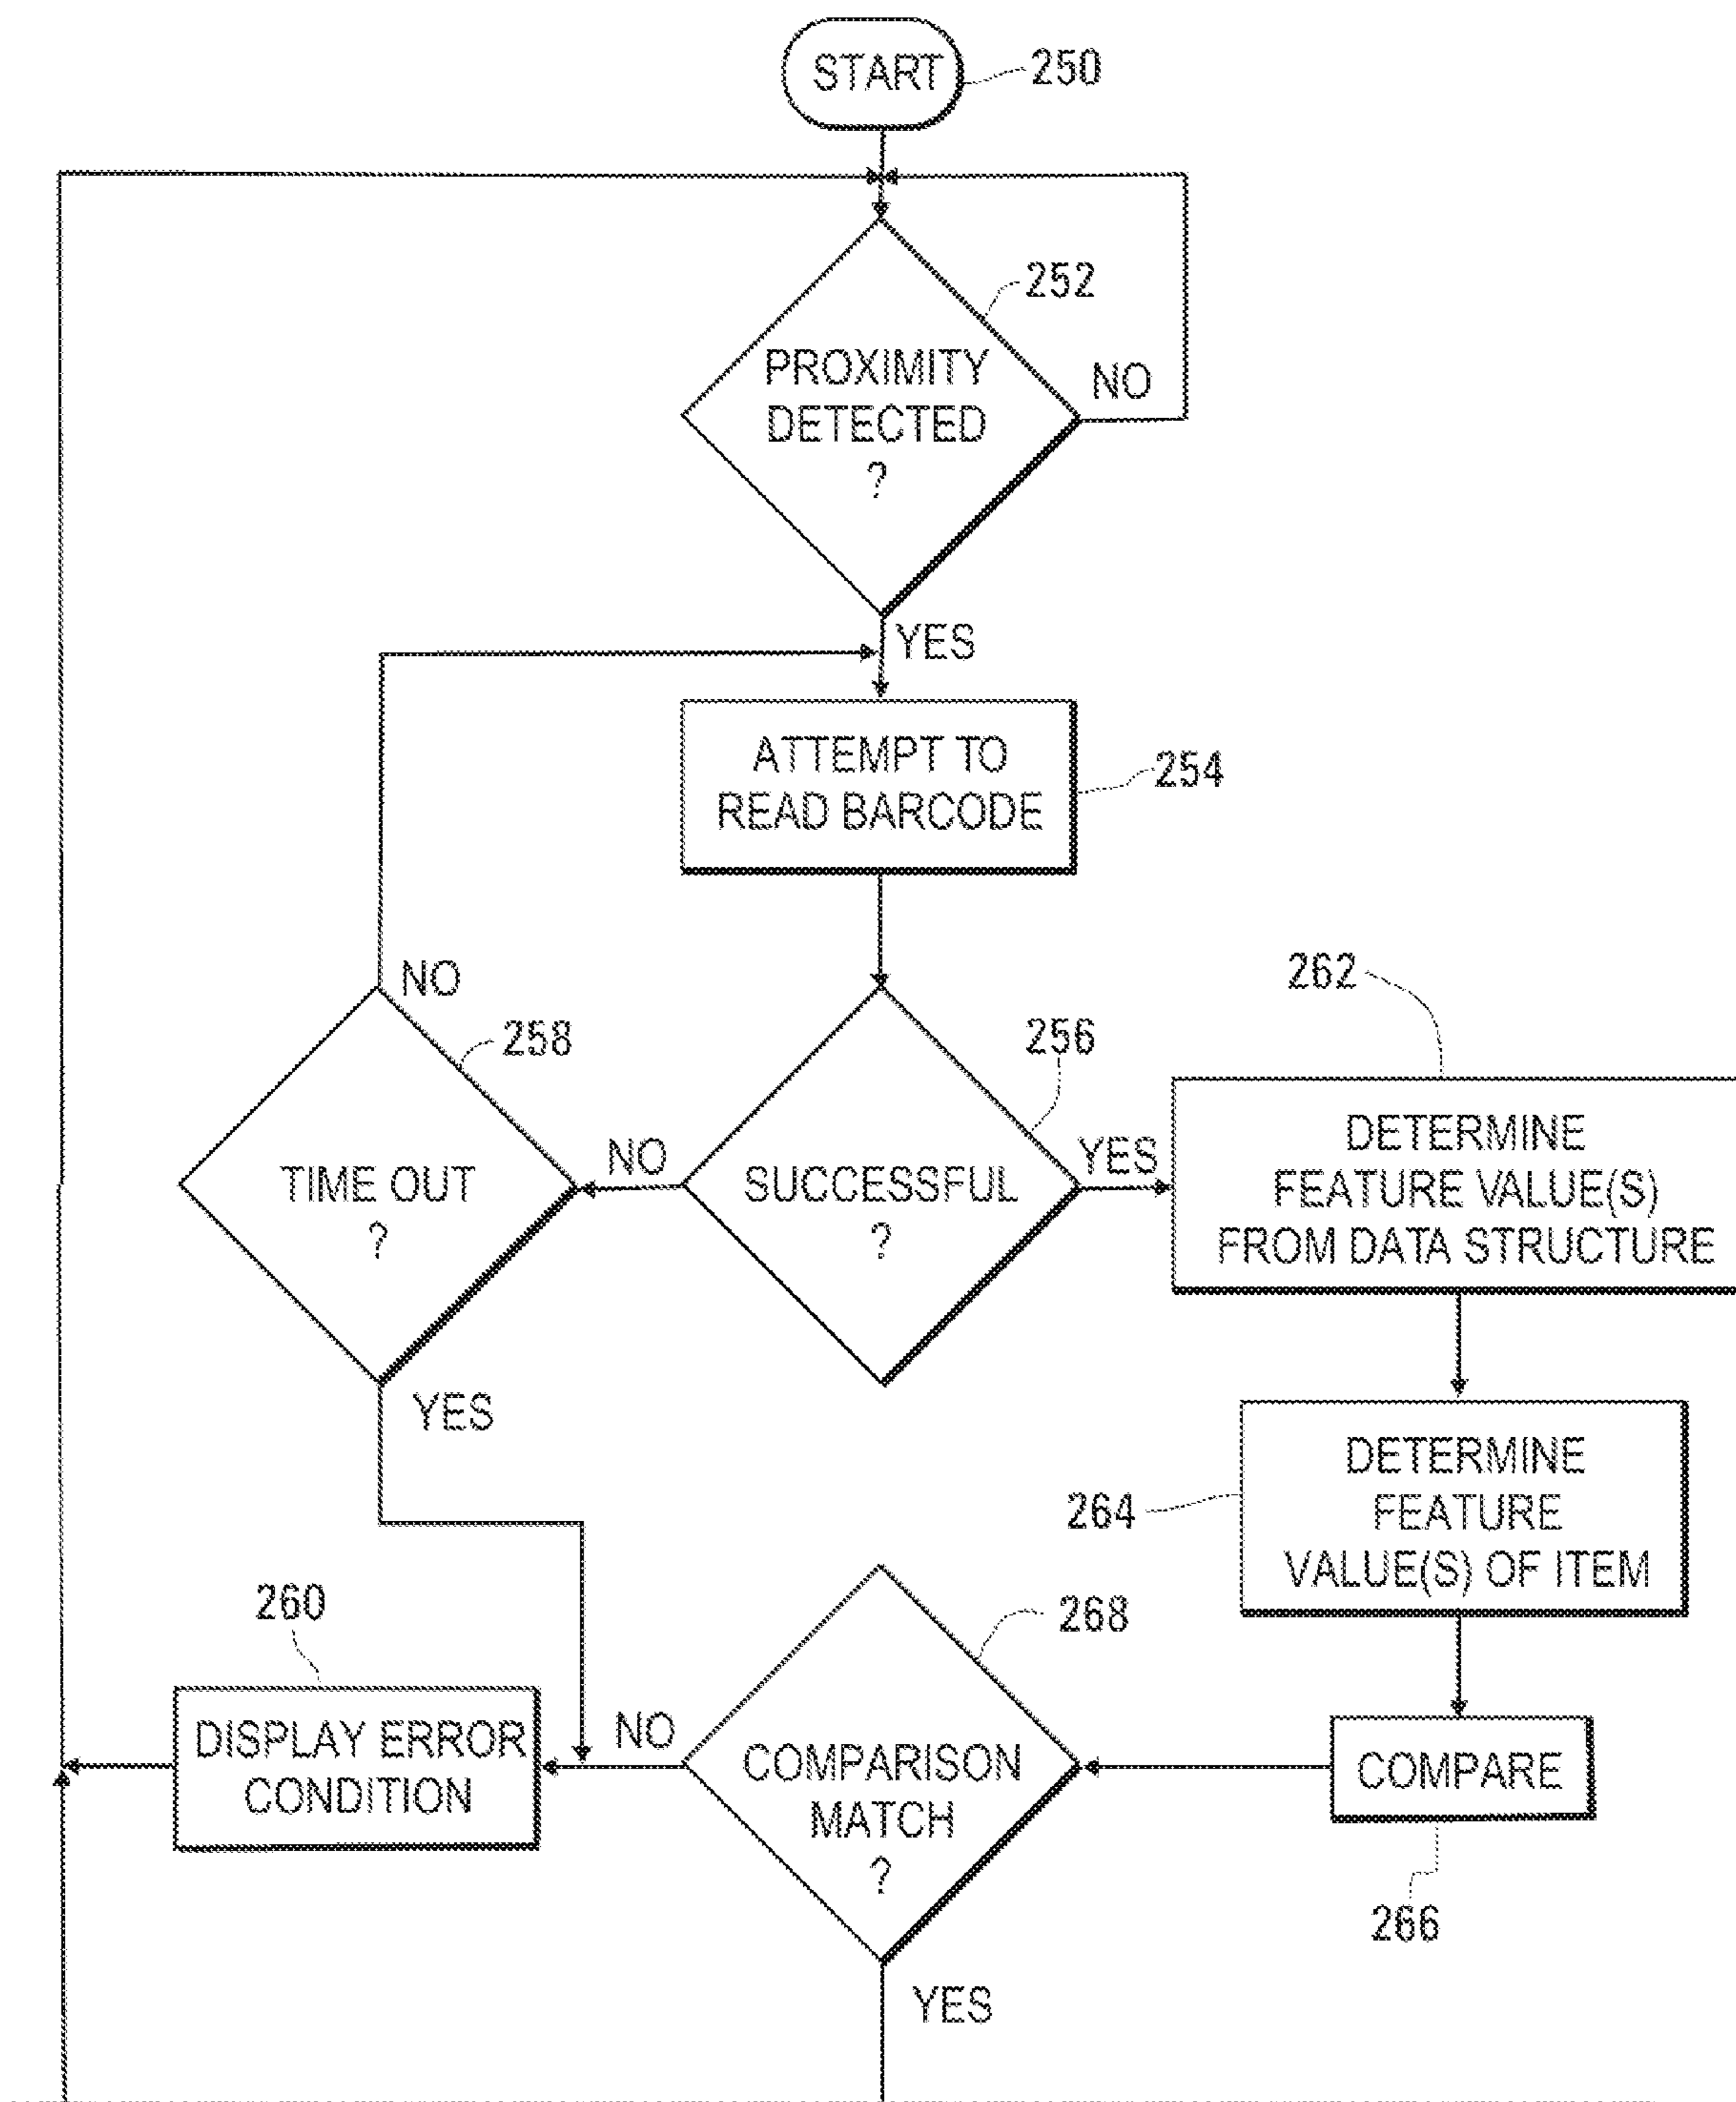 START
250
252
PROXIMITY
DETECTED
?
NO
YES
ATTEMPT TO
READ BARCODE
254
NO
258
TIME OUT
?
NO
256
SUCCESSFUL
?
YES
262
DETERMINE
FEATURE VALUE(S)
FROM DATA STRUCTURE
YES
264
DETERMINE
FEATURE
VALUE(S) OF ITEM
260
DISPLAY ERROR
CONDITION
NO
268
COMPARISON
MATCH
?
COMPARE
266
YES